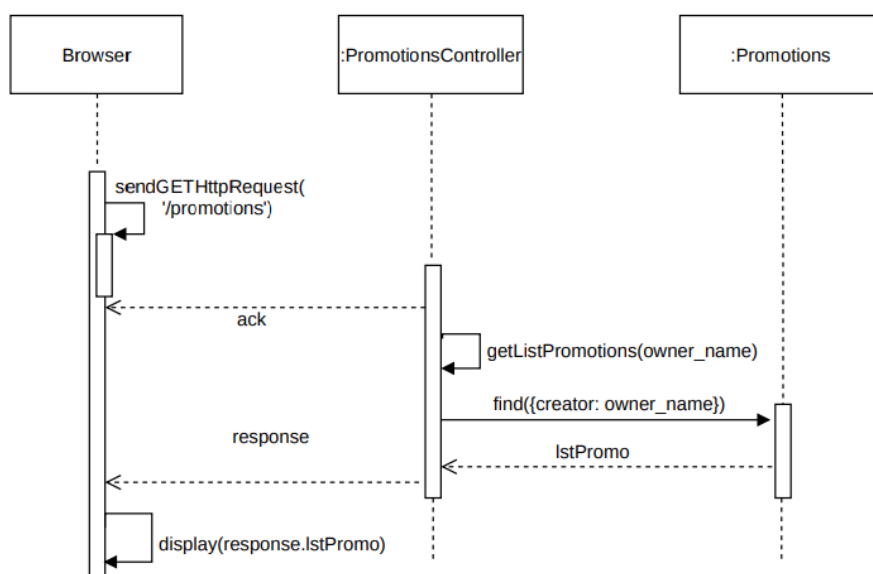 Browser
:PromotionsController
:Promotions
sendGETHttpRequest(
'/promotions')
ack
getListPromotions(owner_name)
find({creator: owner_name})
response
lstPromo
display(response.lstPromo)